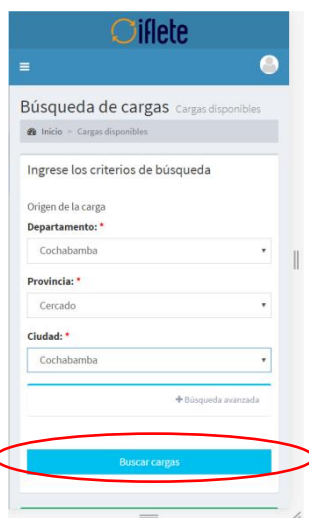 iflete
Búsqueda de cargas Cargas disponibles
Inicio > Cargas disponibles
Ingrese los criterios de búsqueda
Origen de la carga
Departamento: *
Cochabamba
Provincia: *
Cercado
Ciudad: *
Cochabamba
+Búsqueda avanzada
Buscar cargas